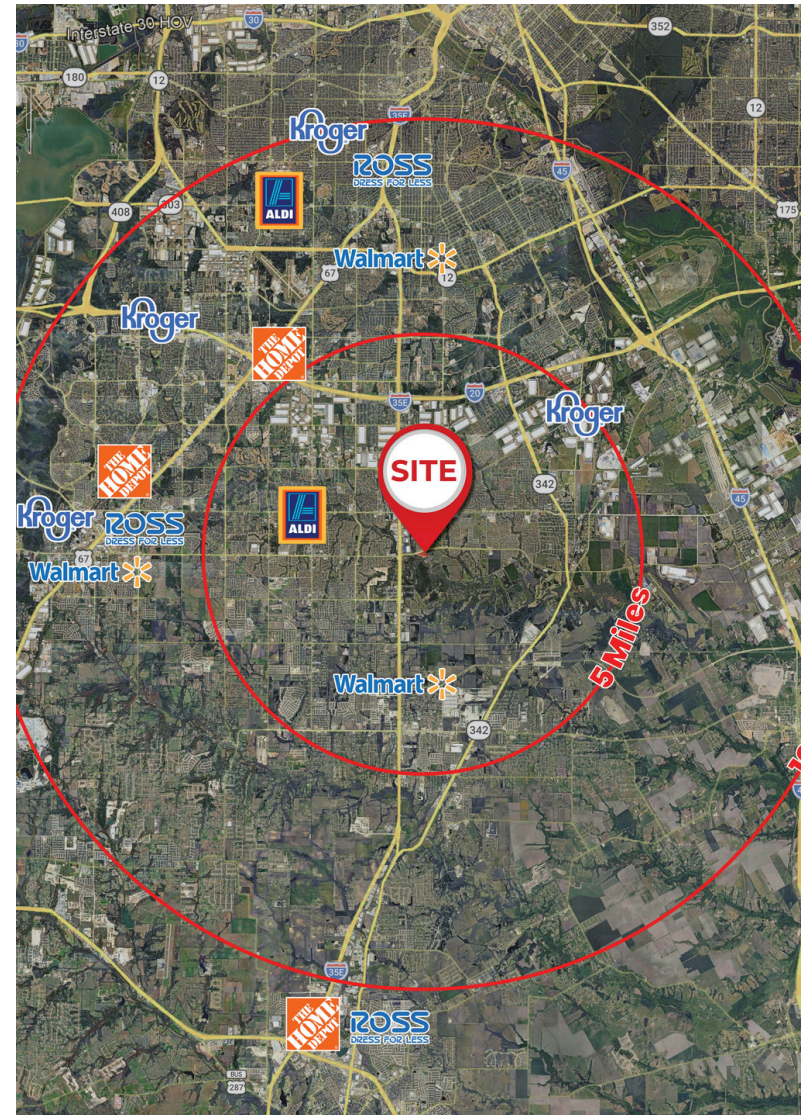 Interstate 30 HOV
30
30
352
180
12
12
Kroger
35E
ROSS
DRESS FOR LESS
45
ALDI
408
303
175
Walmart
67
12
Kroger
THE HOME DEPOT
35E
20
Kroger
SITE
THE HOME DEPOT
342
45
Kroger
ROSS
DRESS FOR LESS
ALDI
67
Walmart
5 Miles
Walmart
342
35E
THE HOME DEPOT
ROSS
DRESS FOR LESS
BUS
287